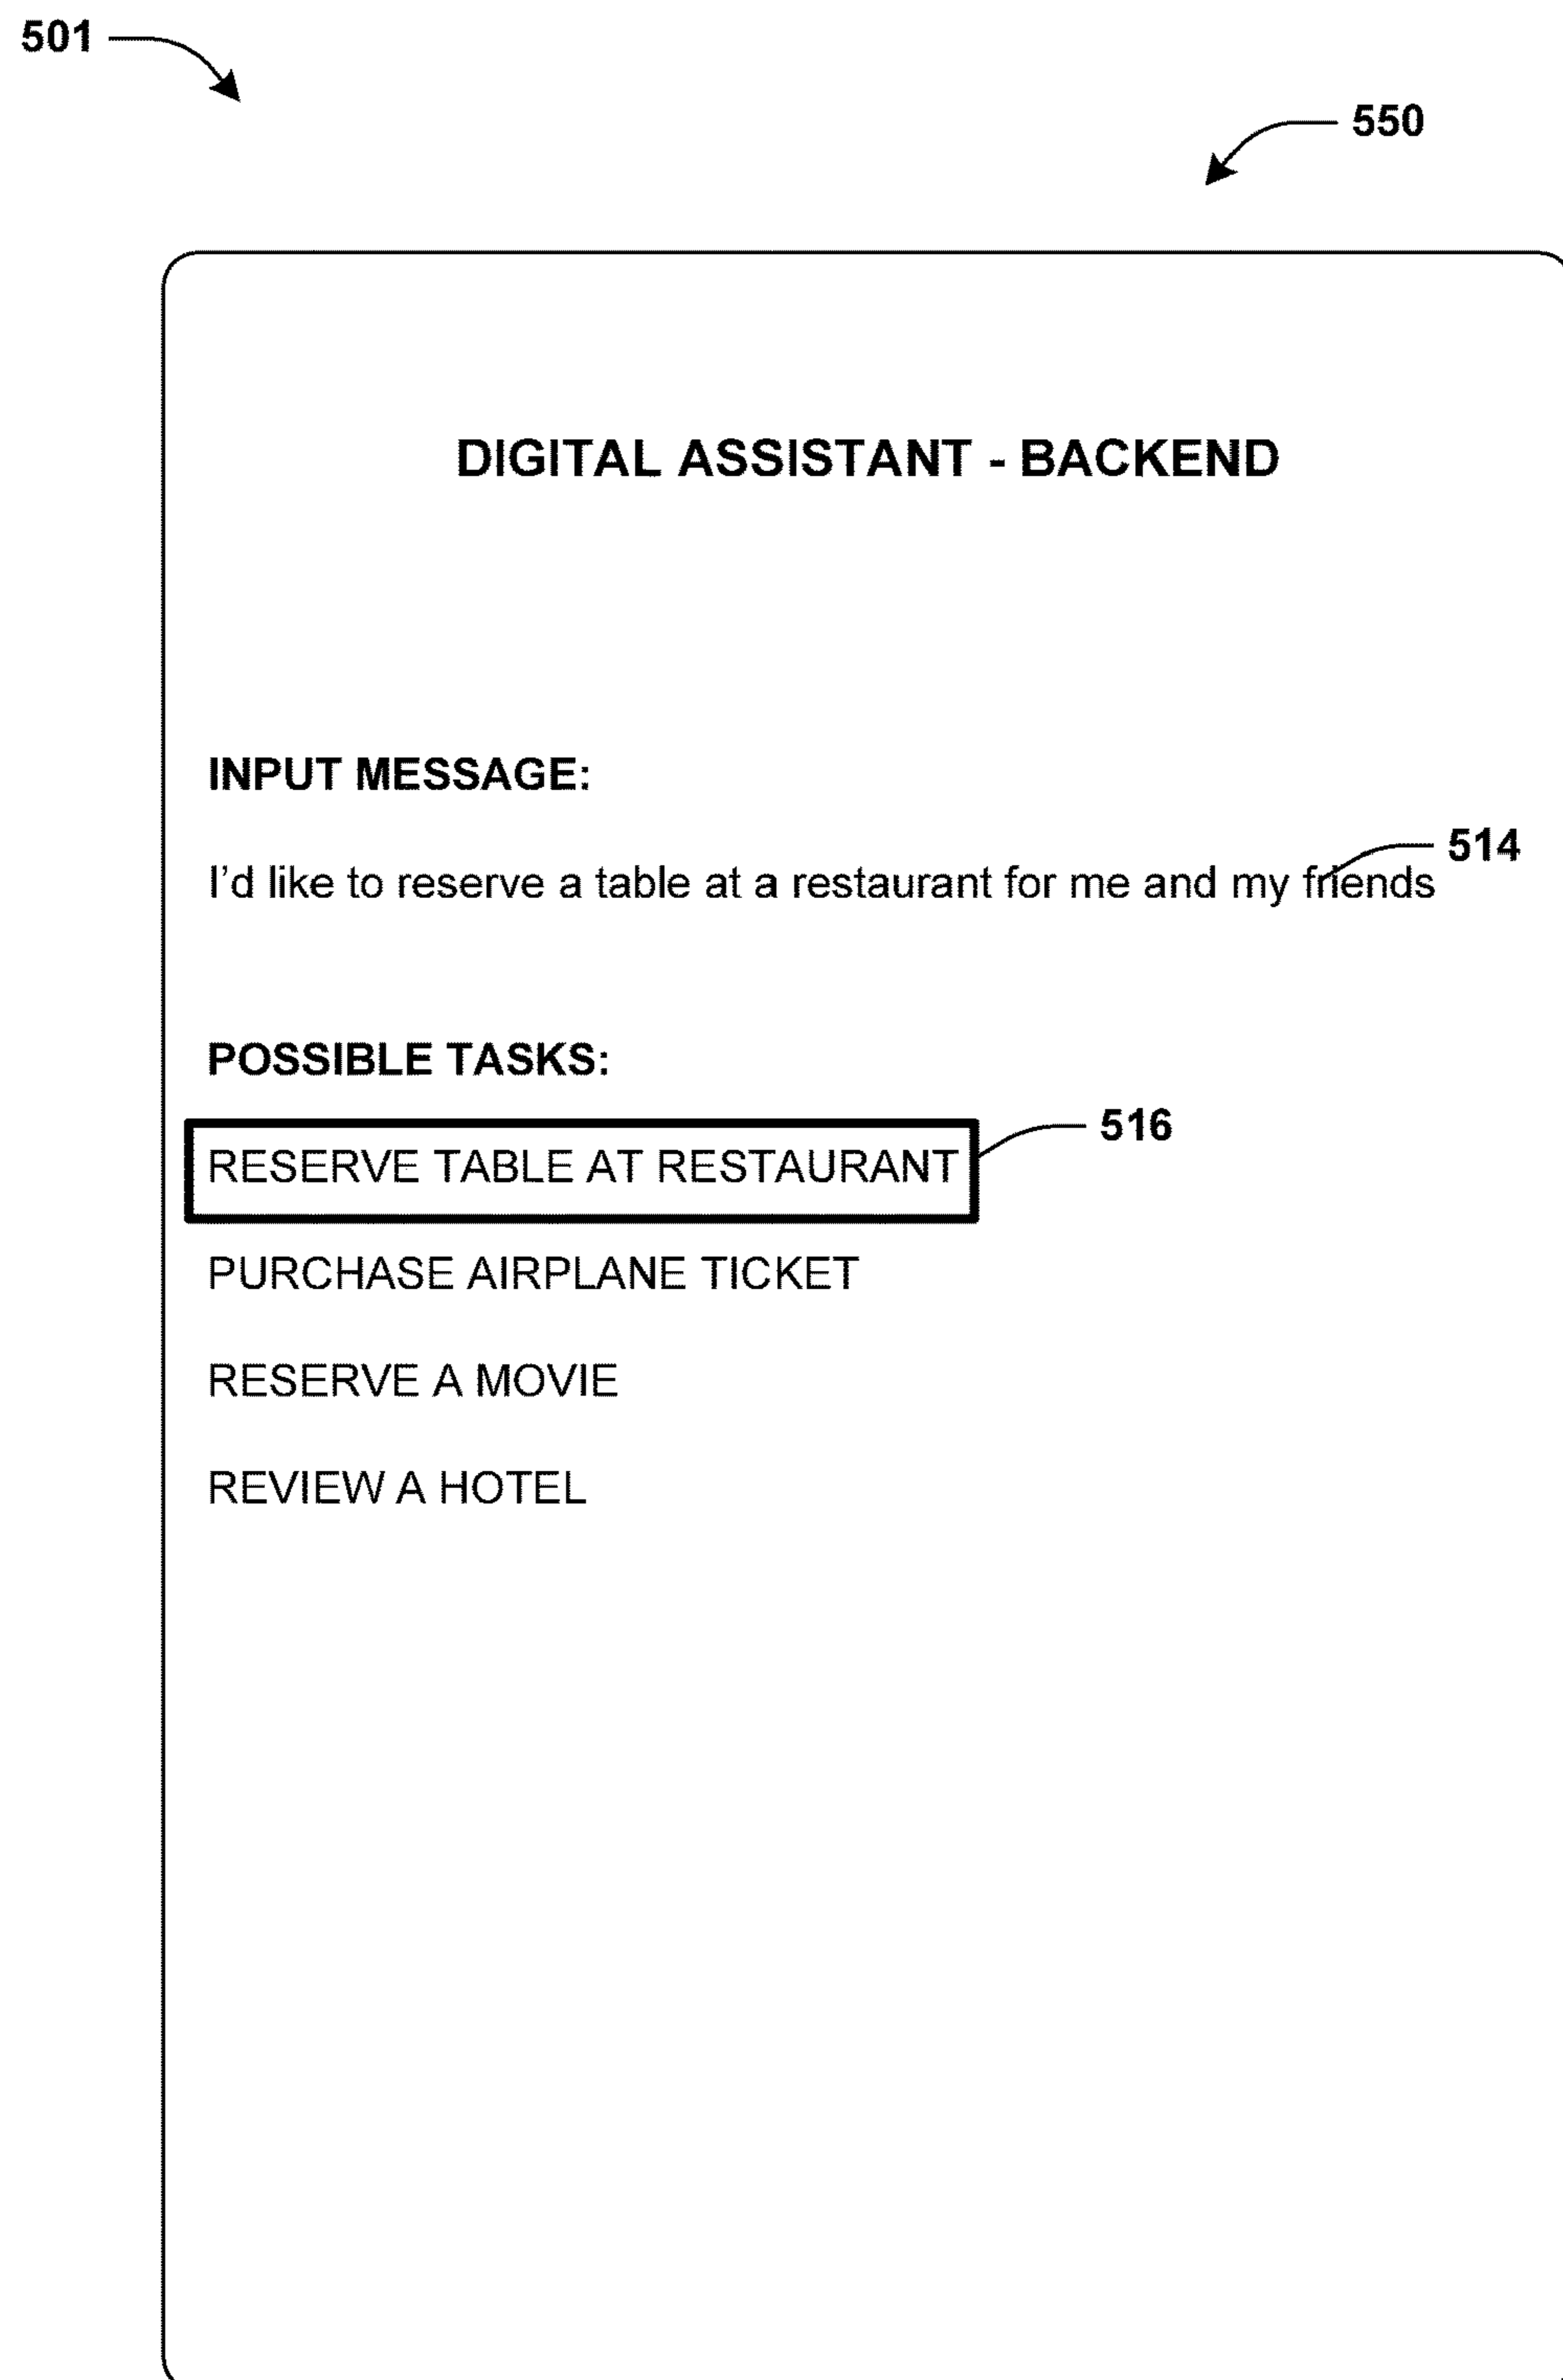 501
550
DIGITAL ASSISTANT - BACKEND
INPUT MESSAGE:
514
I'd like to reserve a table at a restaurant for me and my friends
POSSIBLE TASKS:
516
RESERVE TABLE AT RESTAURANT
PURCHASE AIRPLANE TICKET
RESERVE A MOVIE
REVIEW A HOTEL